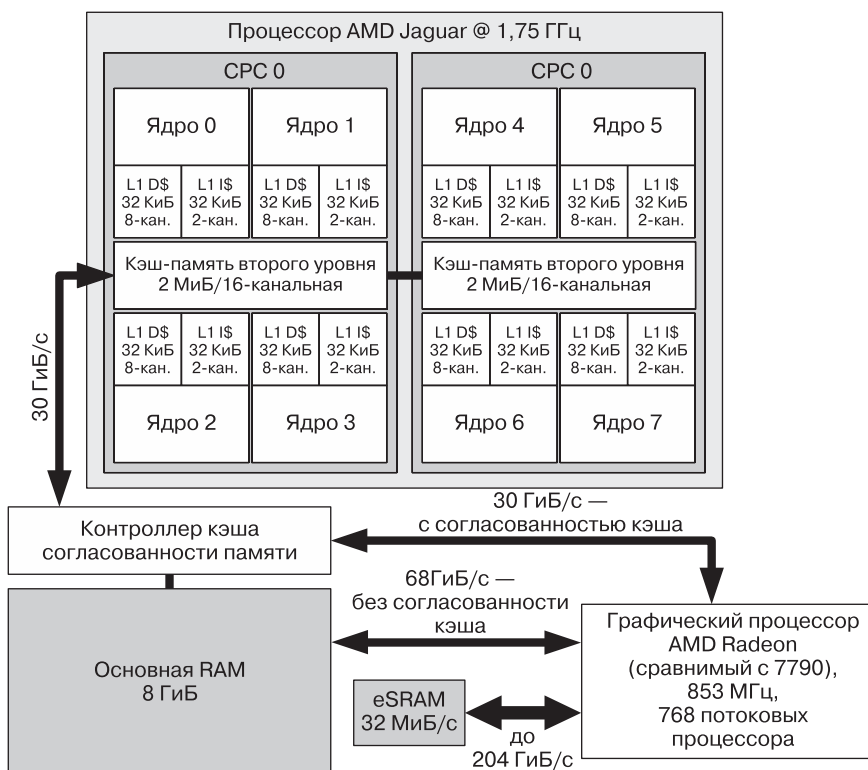 Процессор AMD Jaguar @ 1,75 ГГц
CPC 0
CPC 0
Ядро 0
Ядро 1
Ядро 4
Ядро 5
L1 D$
32 КиБ
8-кан.
L1 I$
32 КиБ
2-кан.
L1 D$
32 КиБ
8-кан.
L1 I$
32 КиБ
2-кан.
L1 D$
32 КиБ
8-кан.
L1 I$
32 КиБ
2-кан.
L1 D$
32 КиБ
8-кан.
L1 I$
32 КиБ
2-кан.
Кэш-память второго уровня
2 МиБ/16-канальная
Кэш-память второго уровня
2 МиБ/16-канальная
L1 D$
32 КиБ
8-кан.
L1 I$
32 КиБ
2-кан.
L1 D$
32 КиБ
8-кан.
L1 I$
32 КиБ
2-кан.
L1 D$
32 КиБ
8-кан.
L1 I$
32 КиБ
2-кан.
L1 D$
32 КиБ
8-кан.
L1 I$
32 КиБ
2-кан.
Ядро 2
Ядро 3
Ядро 6
Ядро 7
30 ГиБ/с
Контроллер кэша
согласованности памяти
30 ГиБ/с —
с согласованностью кэша
68ГиБ/с —
без согласованности
кэша
Основная RAM
8 ГиБ
eSRAM
32 МиБ/с
до
204 ГиБ/с
Графический процессор
AMD Radeon
(сравнимый с 7790),
853 МГц,
768 потоковых
процессора